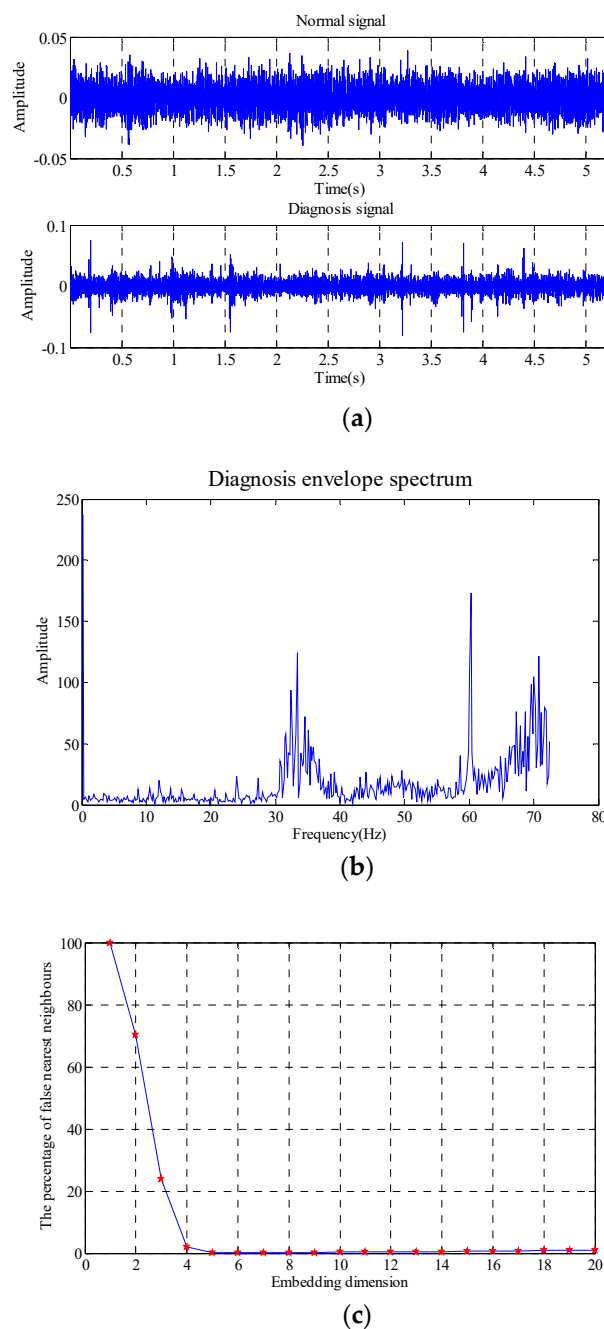 Normal signal
0.05
0
-0.05
Amplitude
0.5 1 1.5 2 2.5 3 3.5 4 4.5 5
Time(s)
Diagnosis signal
0.1
0
-0.1
Amplitude
0.5 1 1.5 2 2.5 3 3.5 4 4.5 5
Time(s)
(a)
Diagnosis envelope spectrum
250
200
150
100
50
0
Amplitude
0 10 20 30 40 50 60 70 80
Frequency(Hz)
(b)
100
80
60
40
20
0
The percentage of false nearest neighbours
0 2 4 6 8 10 12 14 16 18 20
Embedding dimension
(c)